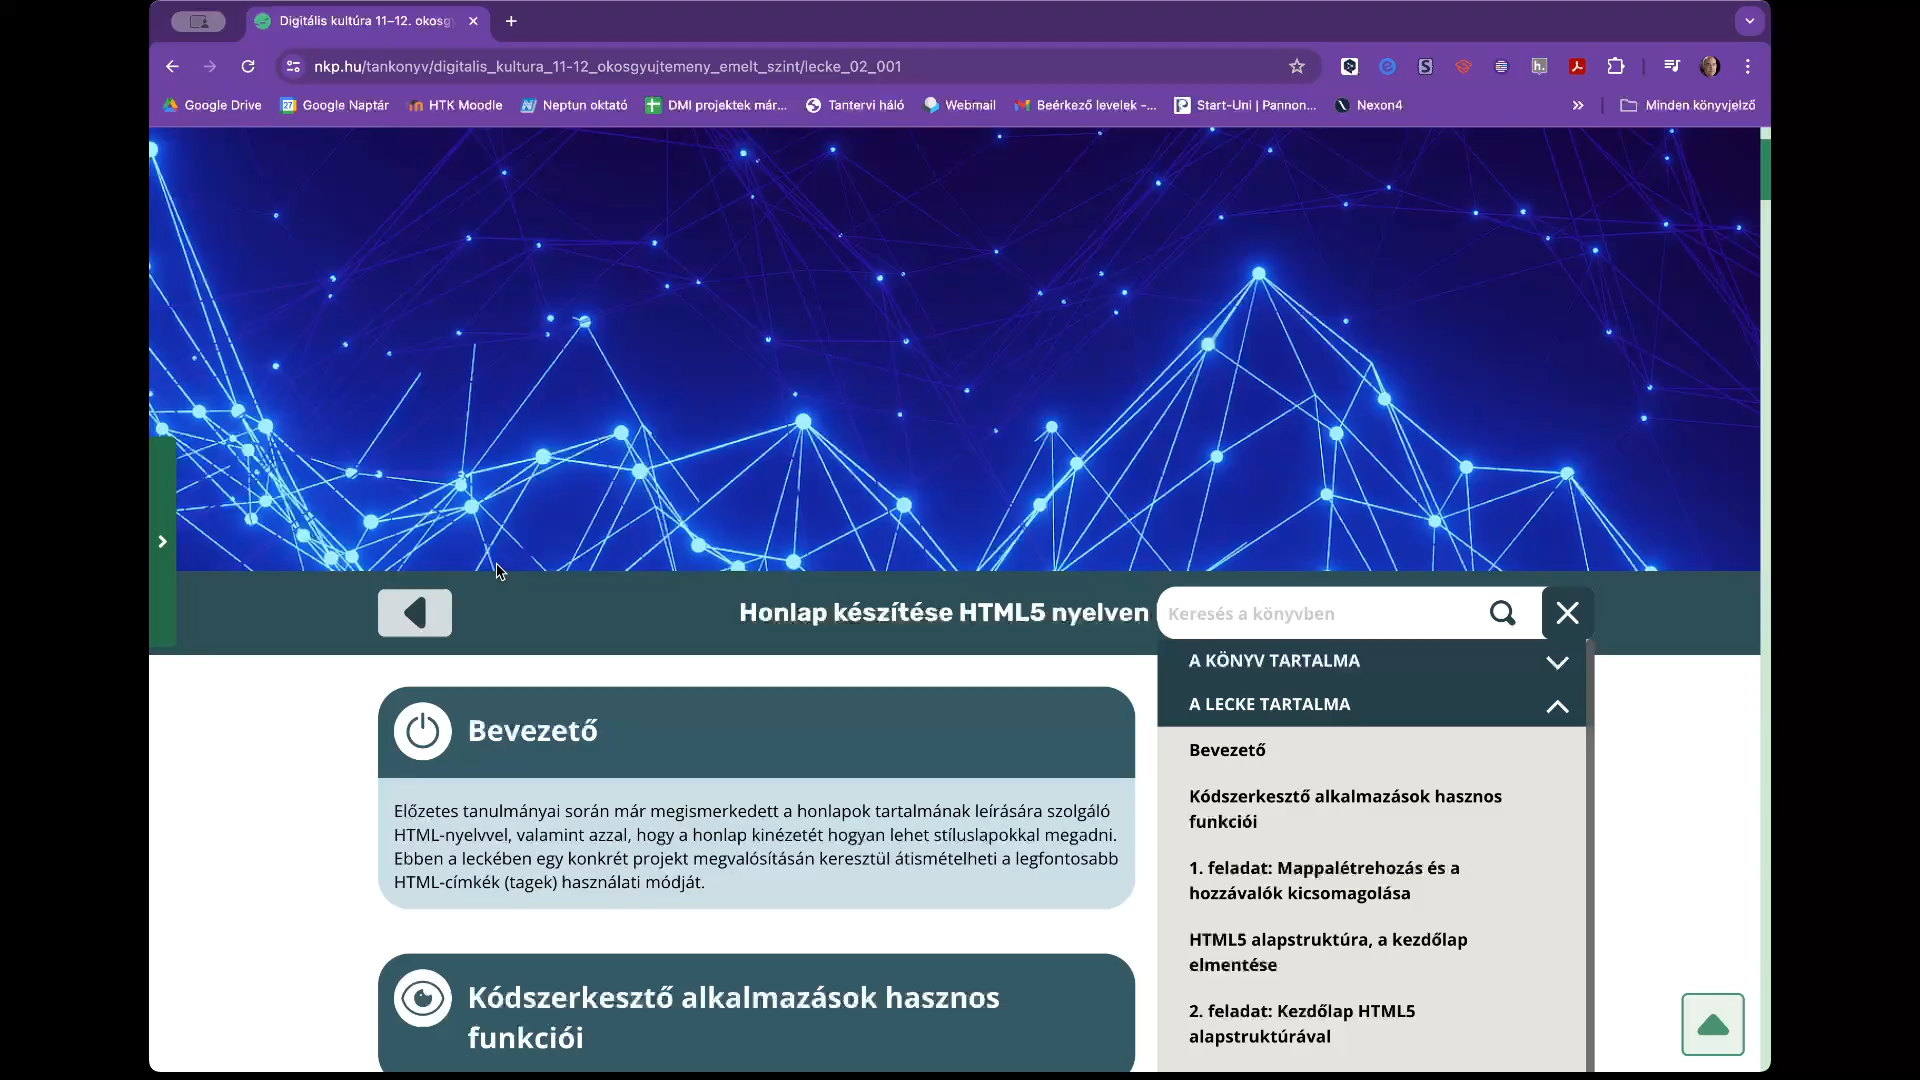 Digitális kultúra 11–12. okosgy
nkp.hu/tankonyv/digitalis_kultura_11-12_okosgyujtemeny_emelt_szint/lecke_02_001
Google Drive
27 Google Naptár
HTK Moodle
Neptun oktató
DMI projektek már...
Tantervi háló
Webmail
Beérkező levelek -...
Start-Uni | Pannon...
Nexon4
Minden könyvjelző
Honlap készítése HTML5 nyelven
Keresés a könyvben
A KÖNYV TARTALMA
A LECKE TARTALMA
Bevezető
Előzetes tanulmányai során már megismerkedett a honlapok tartalmának leírására szolgáló
HTML-nyelvvel, valamint azzal, hogy a honlap kinézetét hogyan lehet stíluslapokkal megadni.
Ebben a leckében egy konkrét projekt megvalósításán keresztül átismételheti a legfontosabb
HTML-címkék (tagek) használati módját.
Kódszerkesztő alkalmazások hasznos
funkciói
Bevezető
Kódszerkesztő alkalmazások hasznos
funkciói
1. feladat: Mappalétrehozás és a
hozzávalók kicsomagolása
HTML5 alapstruktúra, a kezdőlap
elmentése
2. feladat: Kezdőlap HTML5
alapstruktúrával